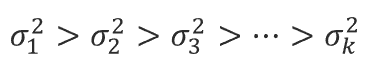 σ₁² > σ₂² > σ₃² > ⋯ > σₖ²